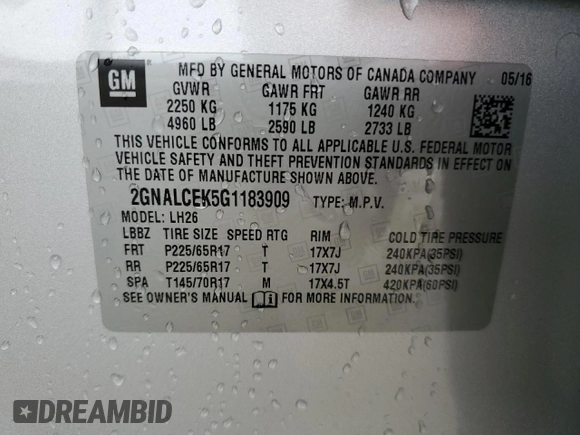 GM
MFD BY GENERAL MOTORS OF CANADA COMPANY 05/16
GVWR GAWR FRT GAWR RR
2250 KG 1175 KG 1240 KG
4960 LB 2590 LB 2733 LB
THIS VEHICLE CONFORMS TO ALL APPLICABLE U.S. FEDERAL MOTOR
VEHICLE SAFETY AND THEFT PREVENTION STANDARDS IN EFFECT ON
THE DATE OF MANUFACTURE SHOWN ABOVE.
2GNALCEK5G1183909 TYPE: M.P.V.
MODEL: LH26
LBBZ TIRE SIZE SPEED RTG RIM COLD TIRE PRESSURE
FRT P225/65R17 T 17X7J 240KPA(35PSI)
RR P225/65R17 T 17X7J 240KPA(35PSI)
SPA T145/70R17 M 17X4.5T 420KPA(60PSI)
SEE OWNER'S MANUAL FOR MORE INFORMATION.
DREAMBID